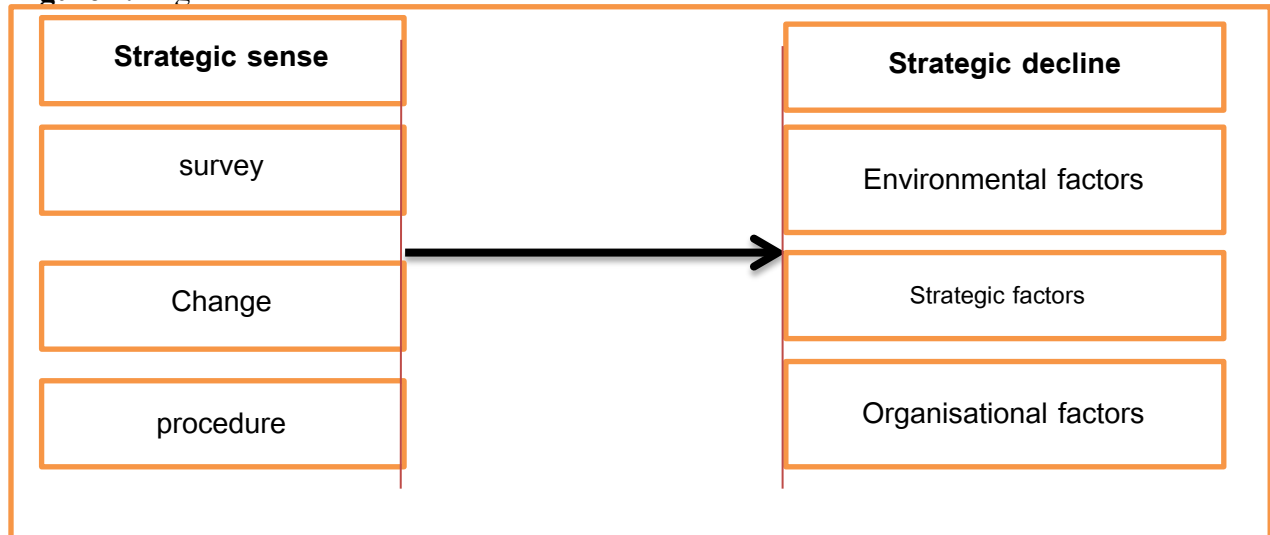 Strategic sense
survey
Change
procedure
Strategic decline
Environmental factors
Strategic factors
Organisational factors